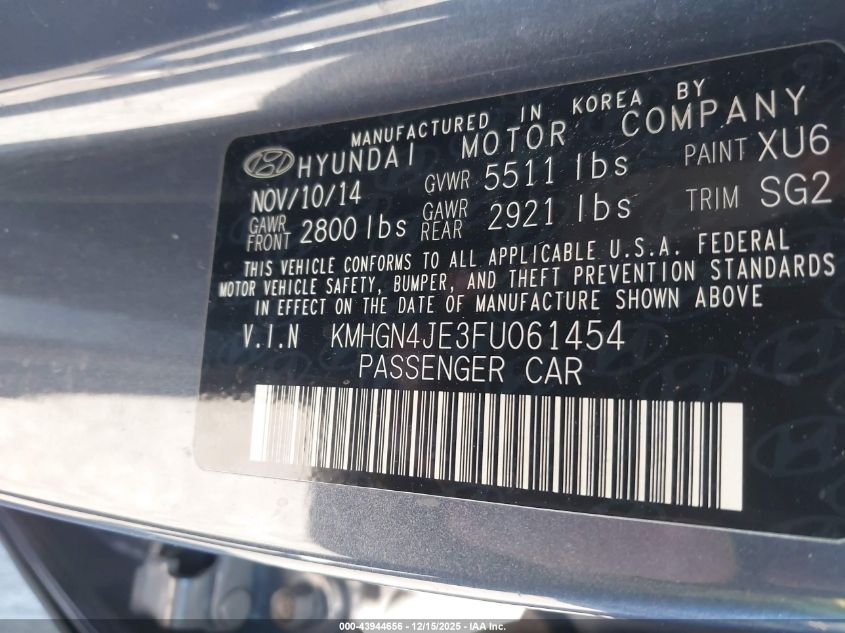 MANUFACTURED IN KOREA BY
HYUNDAI MOTOR COMPANY
NOV/10/14 GVWR 5511 lbs PAINT XU6
GAWR FRONT 2800 lbs GAWR REAR 2921 lbs TRIM SG2
THIS VEHICLE CONFORMS TO ALL APPLICABLE U.S.A. FEDERAL
MOTOR VEHICLE SAFETY, BUMPER, AND THEFT PREVENTION STANDARDS
IN EFFECT ON THE DATE OF MANUFACTURE SHOWN ABOVE
V.I.N KMHGN4JE3FU061454
PASSENGER CAR
© 43944656 - 12/15/2025 - IAA Inc.